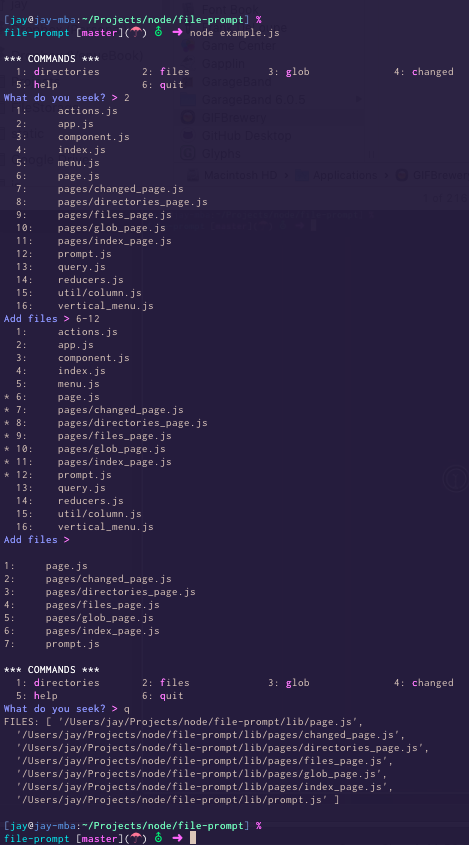 [jay@jay-mba:~/Projects/node/file-prompt] %
file-prompt [master](☂) ⛢ ➜ node example.js
*** COMMANDS ***
1: directories 2: files 3: glob 4: changed
5: help 6: quit
What do you seek? > 2
1: actions.js
2: app.js
3: component.js
4: index.js
5: menu.js
6: page.js
7: pages/changed_page.js
8: pages/directories_page.js
9: pages/files_page.js
10: pages/glob_page.js
11: pages/index_page.js
12: prompt.js
13: query.js
14: reducers.js
15: util/column.js
16: vertical_menu.js
Add files > 6-12
1: actions.js
2: app.js
3: component.js
4: index.js
5: menu.js
* 6: page.js
* 7: pages/changed_page.js
* 8: pages/directories_page.js
* 9: pages/files_page.js
* 10: pages/glob_page.js
* 11: pages/index_page.js
* 12: prompt.js
13: query.js
14: reducers.js
15: util/column.js
16: vertical_menu.js
Add files >
1: page.js
2: pages/changed_page.js
3: pages/directories_page.js
4: pages/files_page.js
5: pages/glob_page.js
6: pages/index_page.js
7: prompt.js
*** COMMANDS ***
1: directories 2: files 3: glob 4: changed
5: help 6: quit
What do you seek? > q
FILES: [ '/Users/jay/Projects/node/file-prompt/lib/page.js',
'/Users/jay/Projects/node/file-prompt/lib/pages/changed_page.js',
'/Users/jay/Projects/node/file-prompt/lib/pages/directories_page.js',
'/Users/jay/Projects/node/file-prompt/lib/pages/files_page.js',
'/Users/jay/Projects/node/file-prompt/lib/pages/glob_page.js',
'/Users/jay/Projects/node/file-prompt/lib/pages/index_page.js',
'/Users/jay/Projects/node/file-prompt/lib/prompt.js' ]
[jay@jay-mba:~/Projects/node/file-prompt] %
file-prompt [master](☂) ⛢ ➜